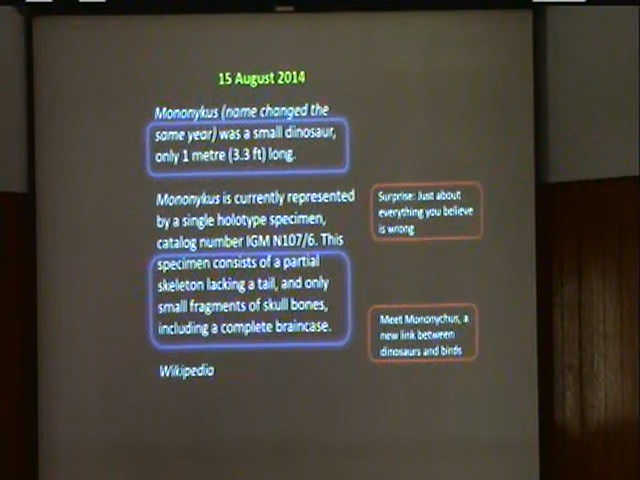 15 August 2014
Mononykus (name changed the
same year) was a small dinosaur,
only 1 metre (3.3 ft) long.
Mononykus is currently represented
by a single holotype specimen,
catalog number IGM N107/6. This
specimen consists of a partial
skeleton lacking a tail, and only
small fragments of skull bones,
including a complete braincase.
Wikipedia
Surprise: Just about
everything you believe
is wrong
Meet Mononychus, a
new link between
dinosaurs and birds